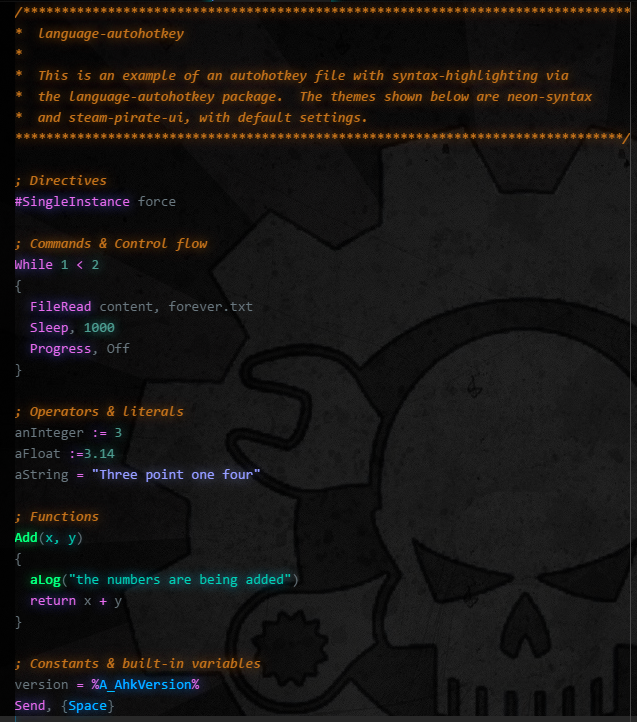 /*******************************************************************************
*  language-autohotkey
*
*  This is an example of an autohotkey file with syntax-highlighting via
*  the language-autohotkey package.  The themes shown below are neon-syntax
*  and steam-pirate-ui, with default settings.
*******************************************************************************/

; Directives
#SingleInstance force

; Commands & Control flow
While 1 < 2
{
  FileRead content, forever.txt
  Sleep, 1000
  Progress, Off
}

; Operators & literals
anInteger := 3
aFloat :=3.14
aString = "Three point one four"

; Functions
Add(x, y)
{
  aLog("the numbers are being added")
  return x + y
}

; Constants & built-in variables
version = %A_AhkVersion%
Send, {Space}